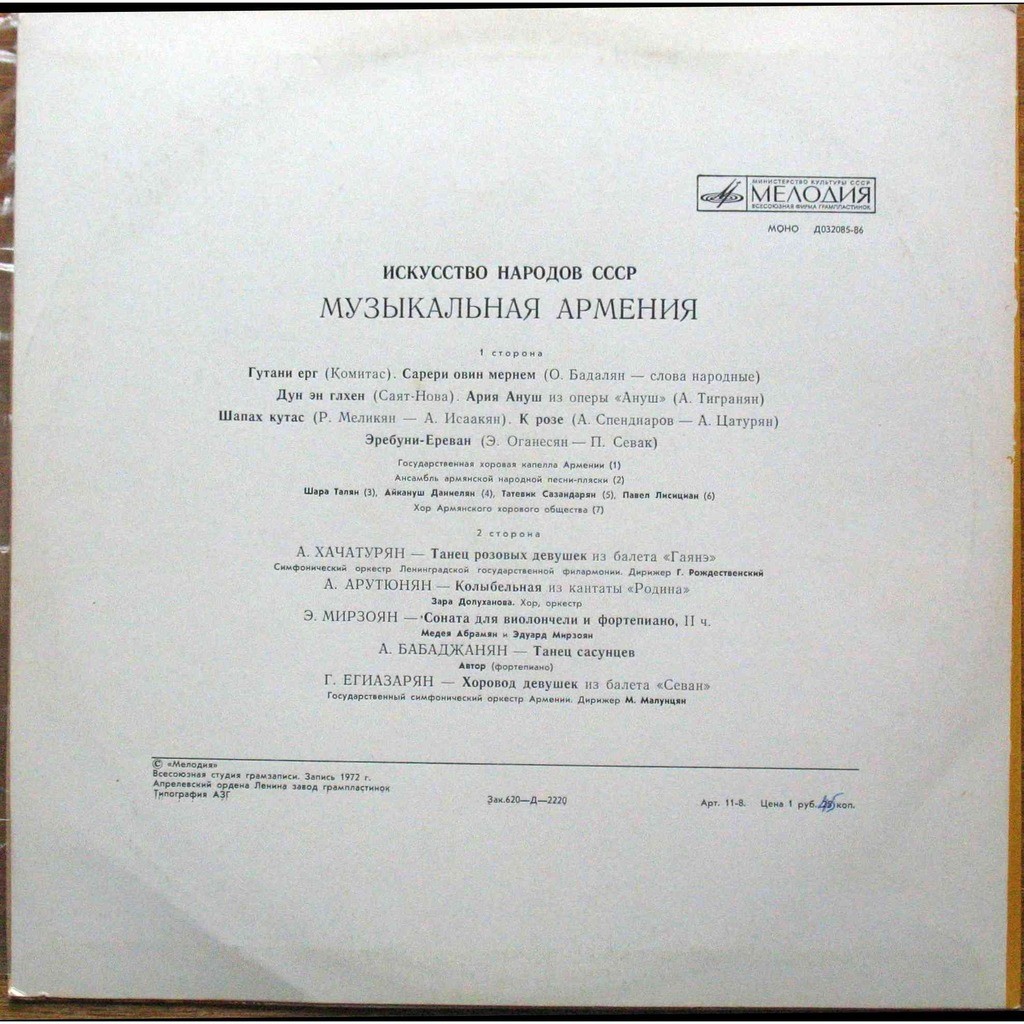 МИНИСТЕРСТВО КУЛЬТУРЫ СССР
МЕЛОДИЯ
ВСЕСОЮЗНАЯ ФИРМА ГРАМПЛАСТИНОК
МОНО Д032085-86
ИСКУССТВО НАРОДОВ СССР
МУЗЫКАЛЬНАЯ АРМЕНИЯ
1 сторона
Гутани ерг (Комитас). Сарери овин мернем (О. Бадалян — слова народные)
Дун эн глхен (Саят-Нова). Ария Ануш из оперы «Ануш» (А. Тигранян)
Шапах кутас (Р. Меликян — А. Исаакян). К розе (А. Спендиаров — А. Цатурян)
Эребуни-Ереван (Э. Оганесян — П. Севак)
Государственная хоровая капелла Армении (1)
Ансамбль армянской народной песни-пляски (2)
Шара Талян (3), Айкануш Даниелян (4), Татевик Сазандарян (5), Павел Лисициан (6)
Хор Армянского хорового общества (7)
2 сторона
А. ХАЧАТУРЯН — Танец розовых девушек из балета «Гаянэ»
Симфонический оркестр Ленинградской государственной филармонии. Дирижер Г. Рождественский
А. АРУТЮНЯН — Колыбельная из кантаты «Родина»
Зара Долуханова. Хор, оркестр
Э. МИРЗОЯН — Соната для виолончели и фортепиано, II ч.
Медея Абрамян и Эдуард Мирзоян
А. БАБАДЖАНЯН — Танец сасунцев
Автор (фортепиано)
Г. ЕГИАЗАРЯН — Хоровод девушек из балета «Севан»
Государственный симфонический оркестр Армении. Дирижер М. Малунцян
© «Мелодия»
Всесоюзная студия грамзаписи. Запись 1972 г.
Апрелевский ордена Ленина завод грампластинок
Типография АЗГ
Зак.620—Д—2220
Арт. 11-8. Цена 1 руб. 45 коп.